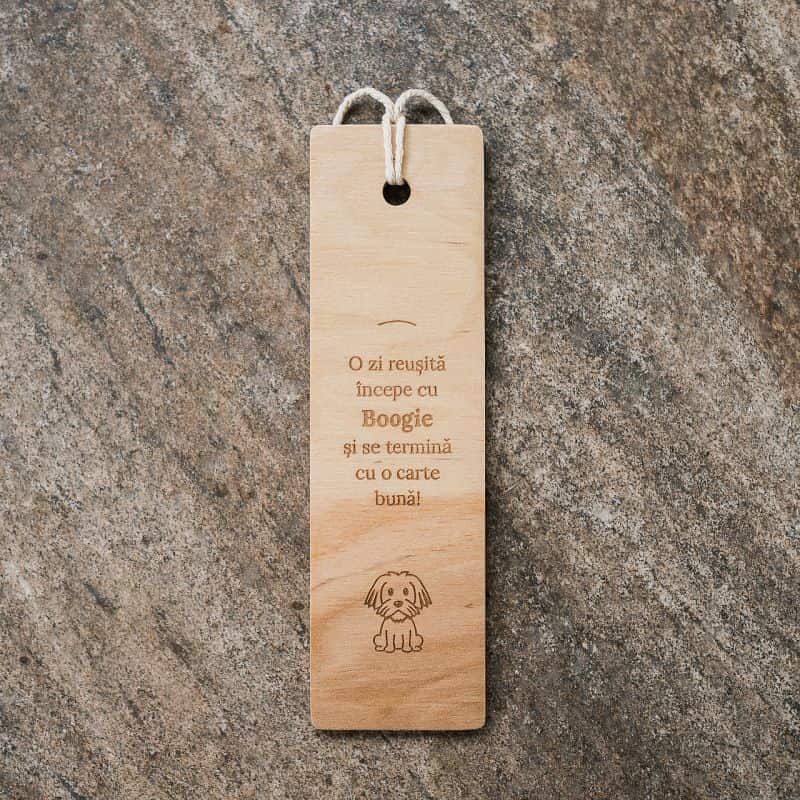 O zi reușită
începe cu
Boogie
și se termină
cu o carte
bună!